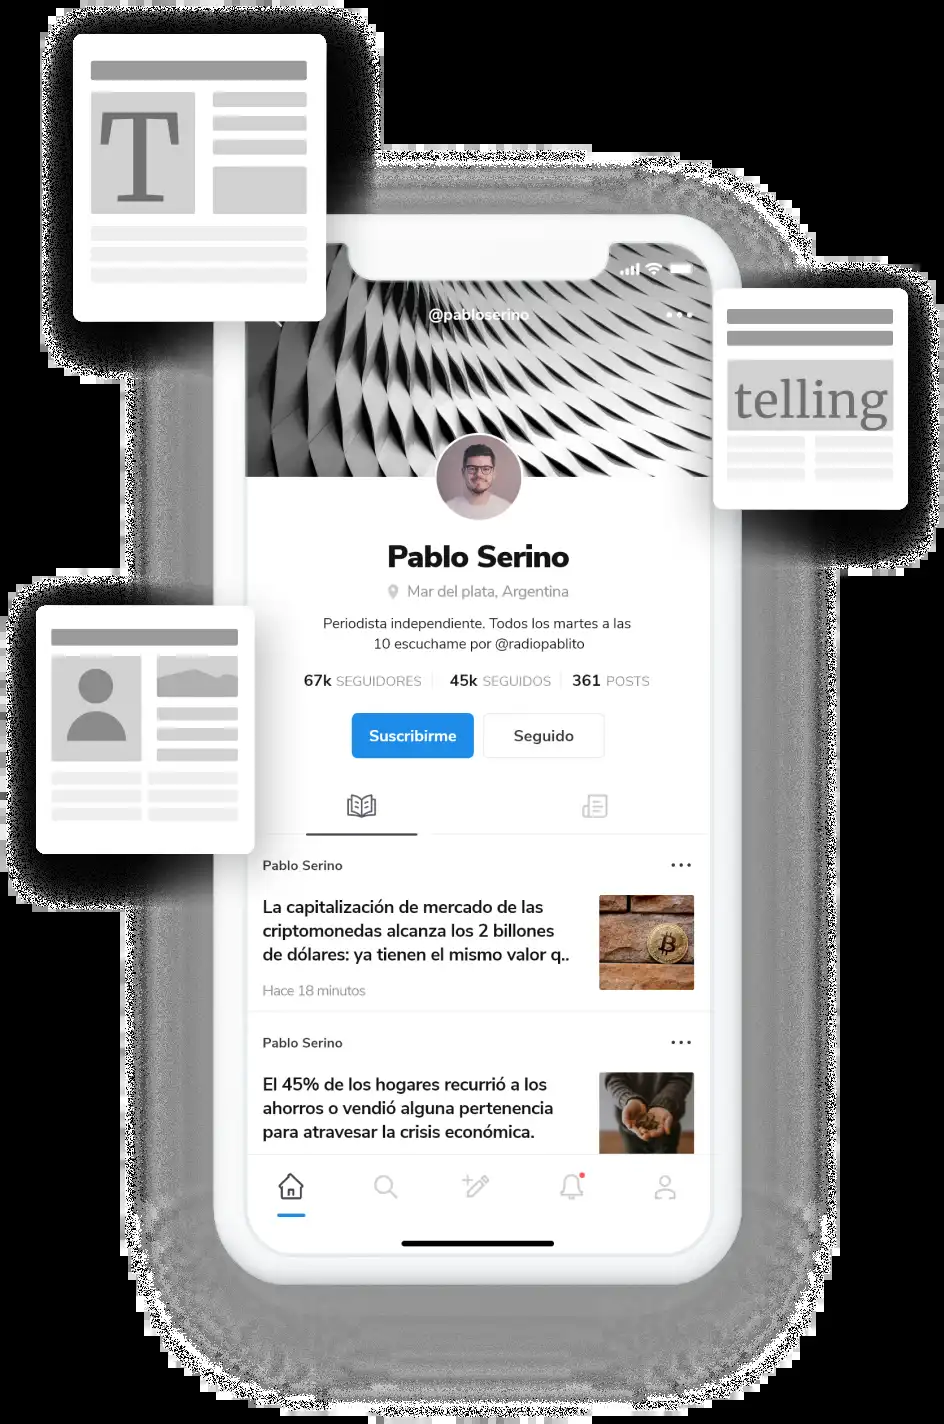 T
@pabloserino
telling
Pablo Serino
Mar del plata, Argentina
Periodista independiente. Todos los martes a las
10 escuchame por @radiopablito
67k SEGUIDORES 45k SEGUIDOS 361 POSTS
Suscribirme Seguido
Pablo Serino
La capitalización de mercado de las
criptomonedas alcanza los 2 billones
de dólares: ya tienen el mismo valor q..
Hace 18 minutos
Pablo Serino
El 45% de los hogares recurrió a los
ahorros o vendió alguna pertenencia
para atravesar la crisis económica.